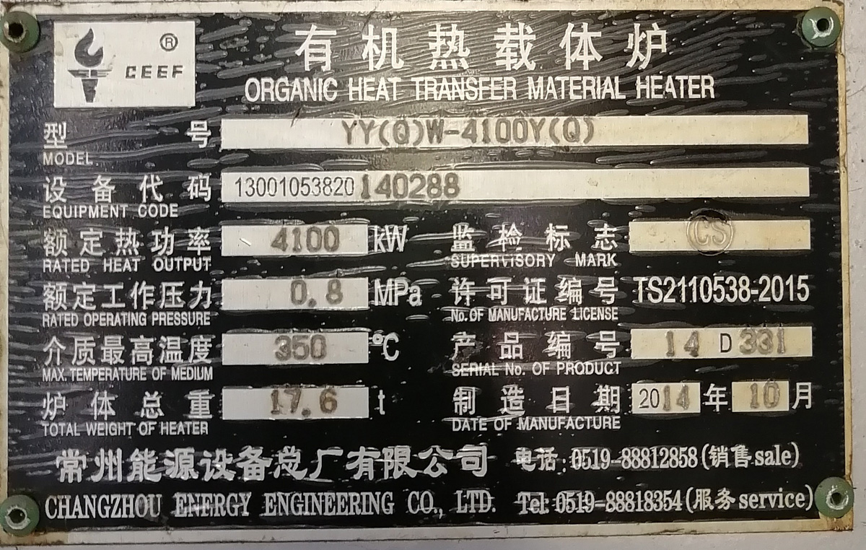 ® CEEF
有机热载体炉
ORGANIC HEAT TRANSFER MATERIAL HEATER
型号 YY(Q)W-4100Y(Q)
MODEL
设备代码 13001053820140288
EQUIPMENT CODE
额定热功率 4100 kW 监检标志 CS
RATED HEAT OUTPUT SUPERVISORY MARK
额定工作压力 0.8 MPa 许可证编号 TS2110538-2015
RATED OPERATING PRESSURE No. OF MANUFACTURE LICENSE
介质最高温度 350 ℃ 产品编号 14 D 331
MAX. TEMPERATURE OF MEDIUM SERIAL No. OF PRODUCT
炉体总重 17.6 t 制造日期 2014 年 10 月
TOTAL WEIGHT OF HEATER DATE OF MANUFACTURE
常州能源设备总厂有限公司 电话: 0519-88812858 (销售 sale)
CHANGZHOU ENERGY ENGINEERING CO., LTD. Tel: 0519-88818354 (服务 service)